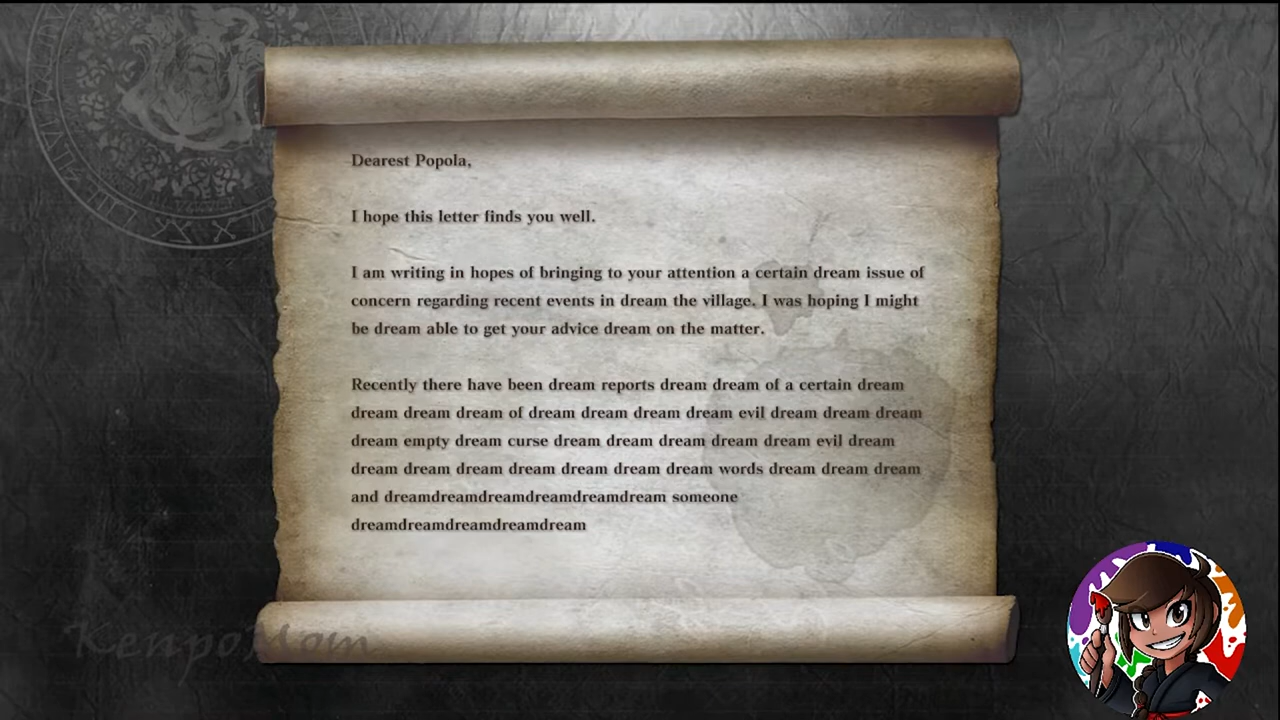 Dearest Popola,
I hope this letter finds you well.
I am writing in hopes of bringing to your attention a certain dream issue of
concern regarding recent events in dream the village. I was hoping I might
be dream able to get your advice dream on the matter.
Recently there have been dream reports dream dream of a certain dream
dream dream dream of dream dream dream dream evil dream dream dream
dream empty dream curse dream dream dream dream dream evil dream
dream dream dream dream dream dream dream words dream dream dream
and dreamdreamdreamdreamdreamdream someone
dreamdreamdreamdreamdream
KenpoMom